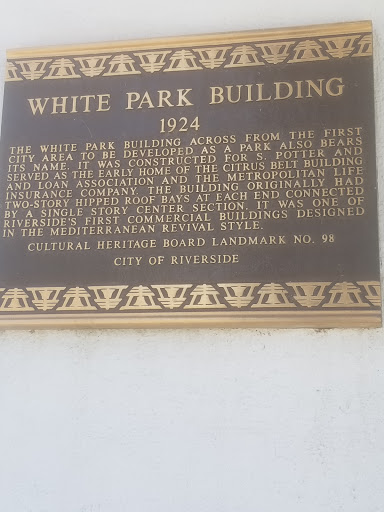 WHITE PARK BUILDING
1924
THE WHITE PARK BUILDING ACROSS FROM THE FIRST
CITY AREA TO BE DEVELOPED AS A PARK ALSO BEARS
ITS NAME. IT WAS CONSTRUCTED FOR S. POTTER AND
SERVED AS THE EARLY HOME OF THE CITRUS BELT BUILDING
AND LOAN ASSOCIATION AND THE METROPOLITAN LIFE
INSURANCE COMPANY. THE BUILDING ORIGINALLY HAD
TWO-STORY HIPPED ROOF BAYS AT EACH END CONNECTED
BY A SINGLE STORY CENTER SECTION. IT WAS ONE OF
RIVERSIDE'S FIRST COMMERCIAL BUILDINGS DESIGNED
IN THE MEDITERRANEAN REVIVAL STYLE.
CULTURAL HERITAGE BOARD LANDMARK NO. 98
CITY OF RIVERSIDE